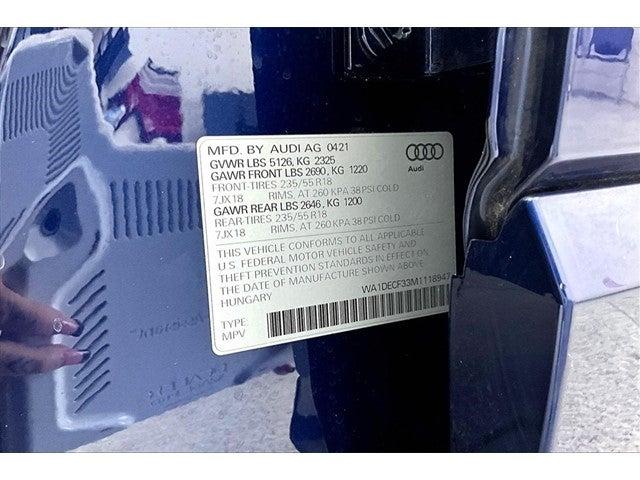 MFD. BY AUDI AG 0421
GVWR LBS 5126, KG 2325
GAWR FRONT LBS 2690, KG 1220
FRONT-TIRES 235/55 R18
7JX18 RIMS, AT 260 KPA 38 PSI COLD
GAWR REAR LBS 2646, KG 1200
REAR-TIRES 235/55 R18
7JX18 RIMS, AT 260 KPA 38 PSI COLD
Audi
THIS VEHICLE CONFORMS TO ALL APPLICABLE
U.S. FEDERAL MOTOR VEHICLE SAFETY AND
THEFT PREVENTION STANDARDS IN EFFECT ON
THE DATE OF MANUFACTURE SHOWN ABOVE.
HUNGARY
WA1DECF33M1118947
TYPE:
MPV